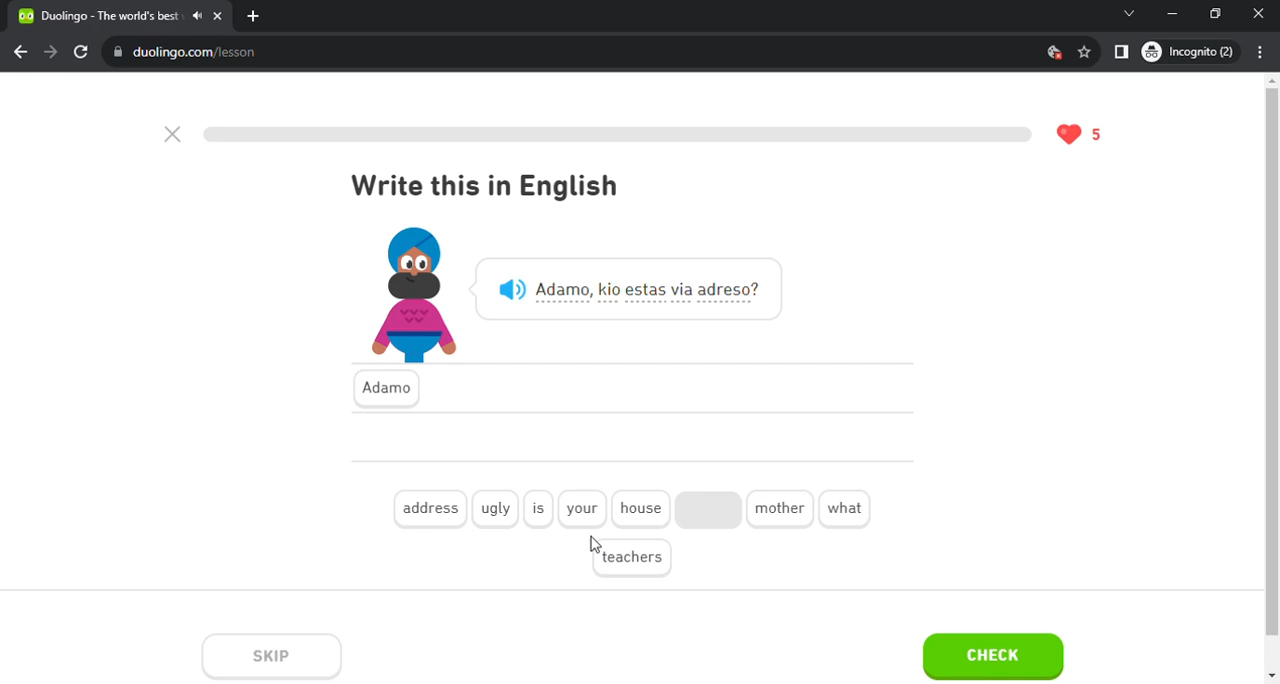 Duolingo - The world's best
duolingo.com/lesson
Incognito (2)
5
Write this in English
Adamo, kio estas via adreso?
Adamo
address ugly is your house mother what
teachers
SKIP
CHECK